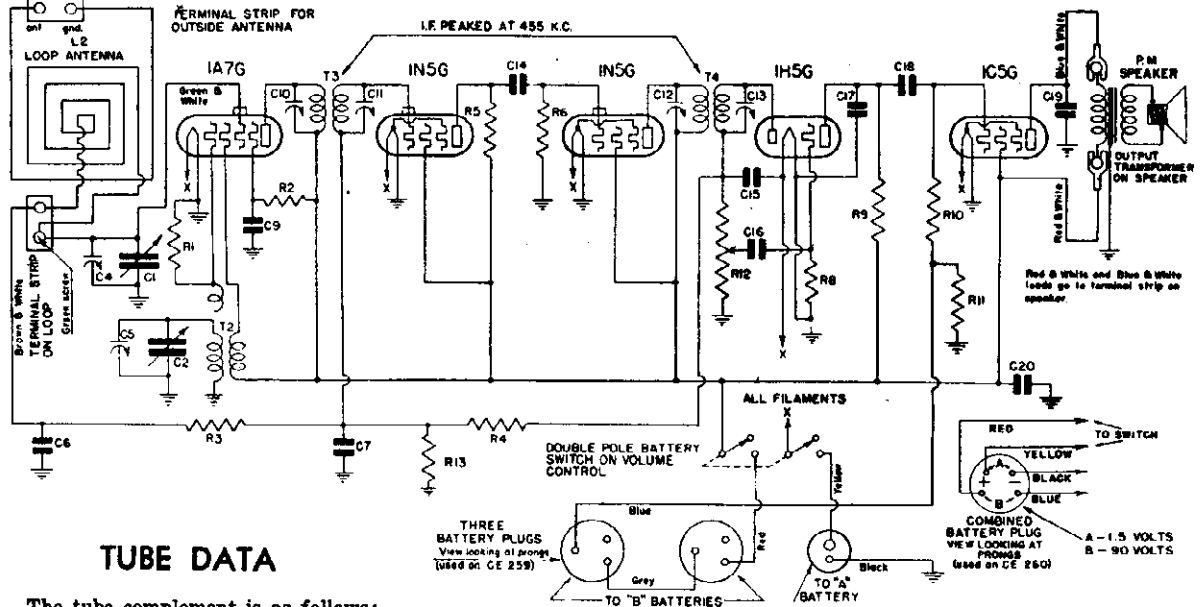 ant gnd.
L2
LOOP ANTENNA
TERMINAL STRIP FOR
OUTSIDE ANTENNA
I.F. PEAKED AT 455 K.C.
1A7G
Green &
White
C10
T3
C11
1N5G
R5
C14
R6
1N5G
C12
T4
C13
1H5G
C17
C18
1C5G
C19
Blue & White
P.M
SPEAKER
OUTPUT
TRANSFORMER
ON SPEAKER
Red & White
Red & White and Blue & White
leads go to terminal strip on
speaker.
X
X
X
X
R1
R2
C9
C15
C16
R12
R8
X
R9
R10
R11
Brown & White
TERMINAL STRIP
ON LOOP
Green screw
C4
C1
C5
C2
T2
C20
C6
R3
C7
R13
R4
ALL FILAMENTS
X
DOUBLE POLE BATTERY
SWITCH ON VOLUME
CONTROL
Yellow
Red
Blue
Grey
Black
THREE
BATTERY PLUGS
View looking at prongs
(used on CE 259)
TO "B" BATTERIES
TO "A"
BATTERY
RED
YELLOW
TO SWITCH
BLACK
BLUE
A
+ -
B
COMBINED
BATTERY PLUG
VIEW LOOKING AT
PRONGS
(used on CE 260)
A - 1.5 VOLTS
B - 90 VOLTS
TUBE DATA
The tube complement is as follows: